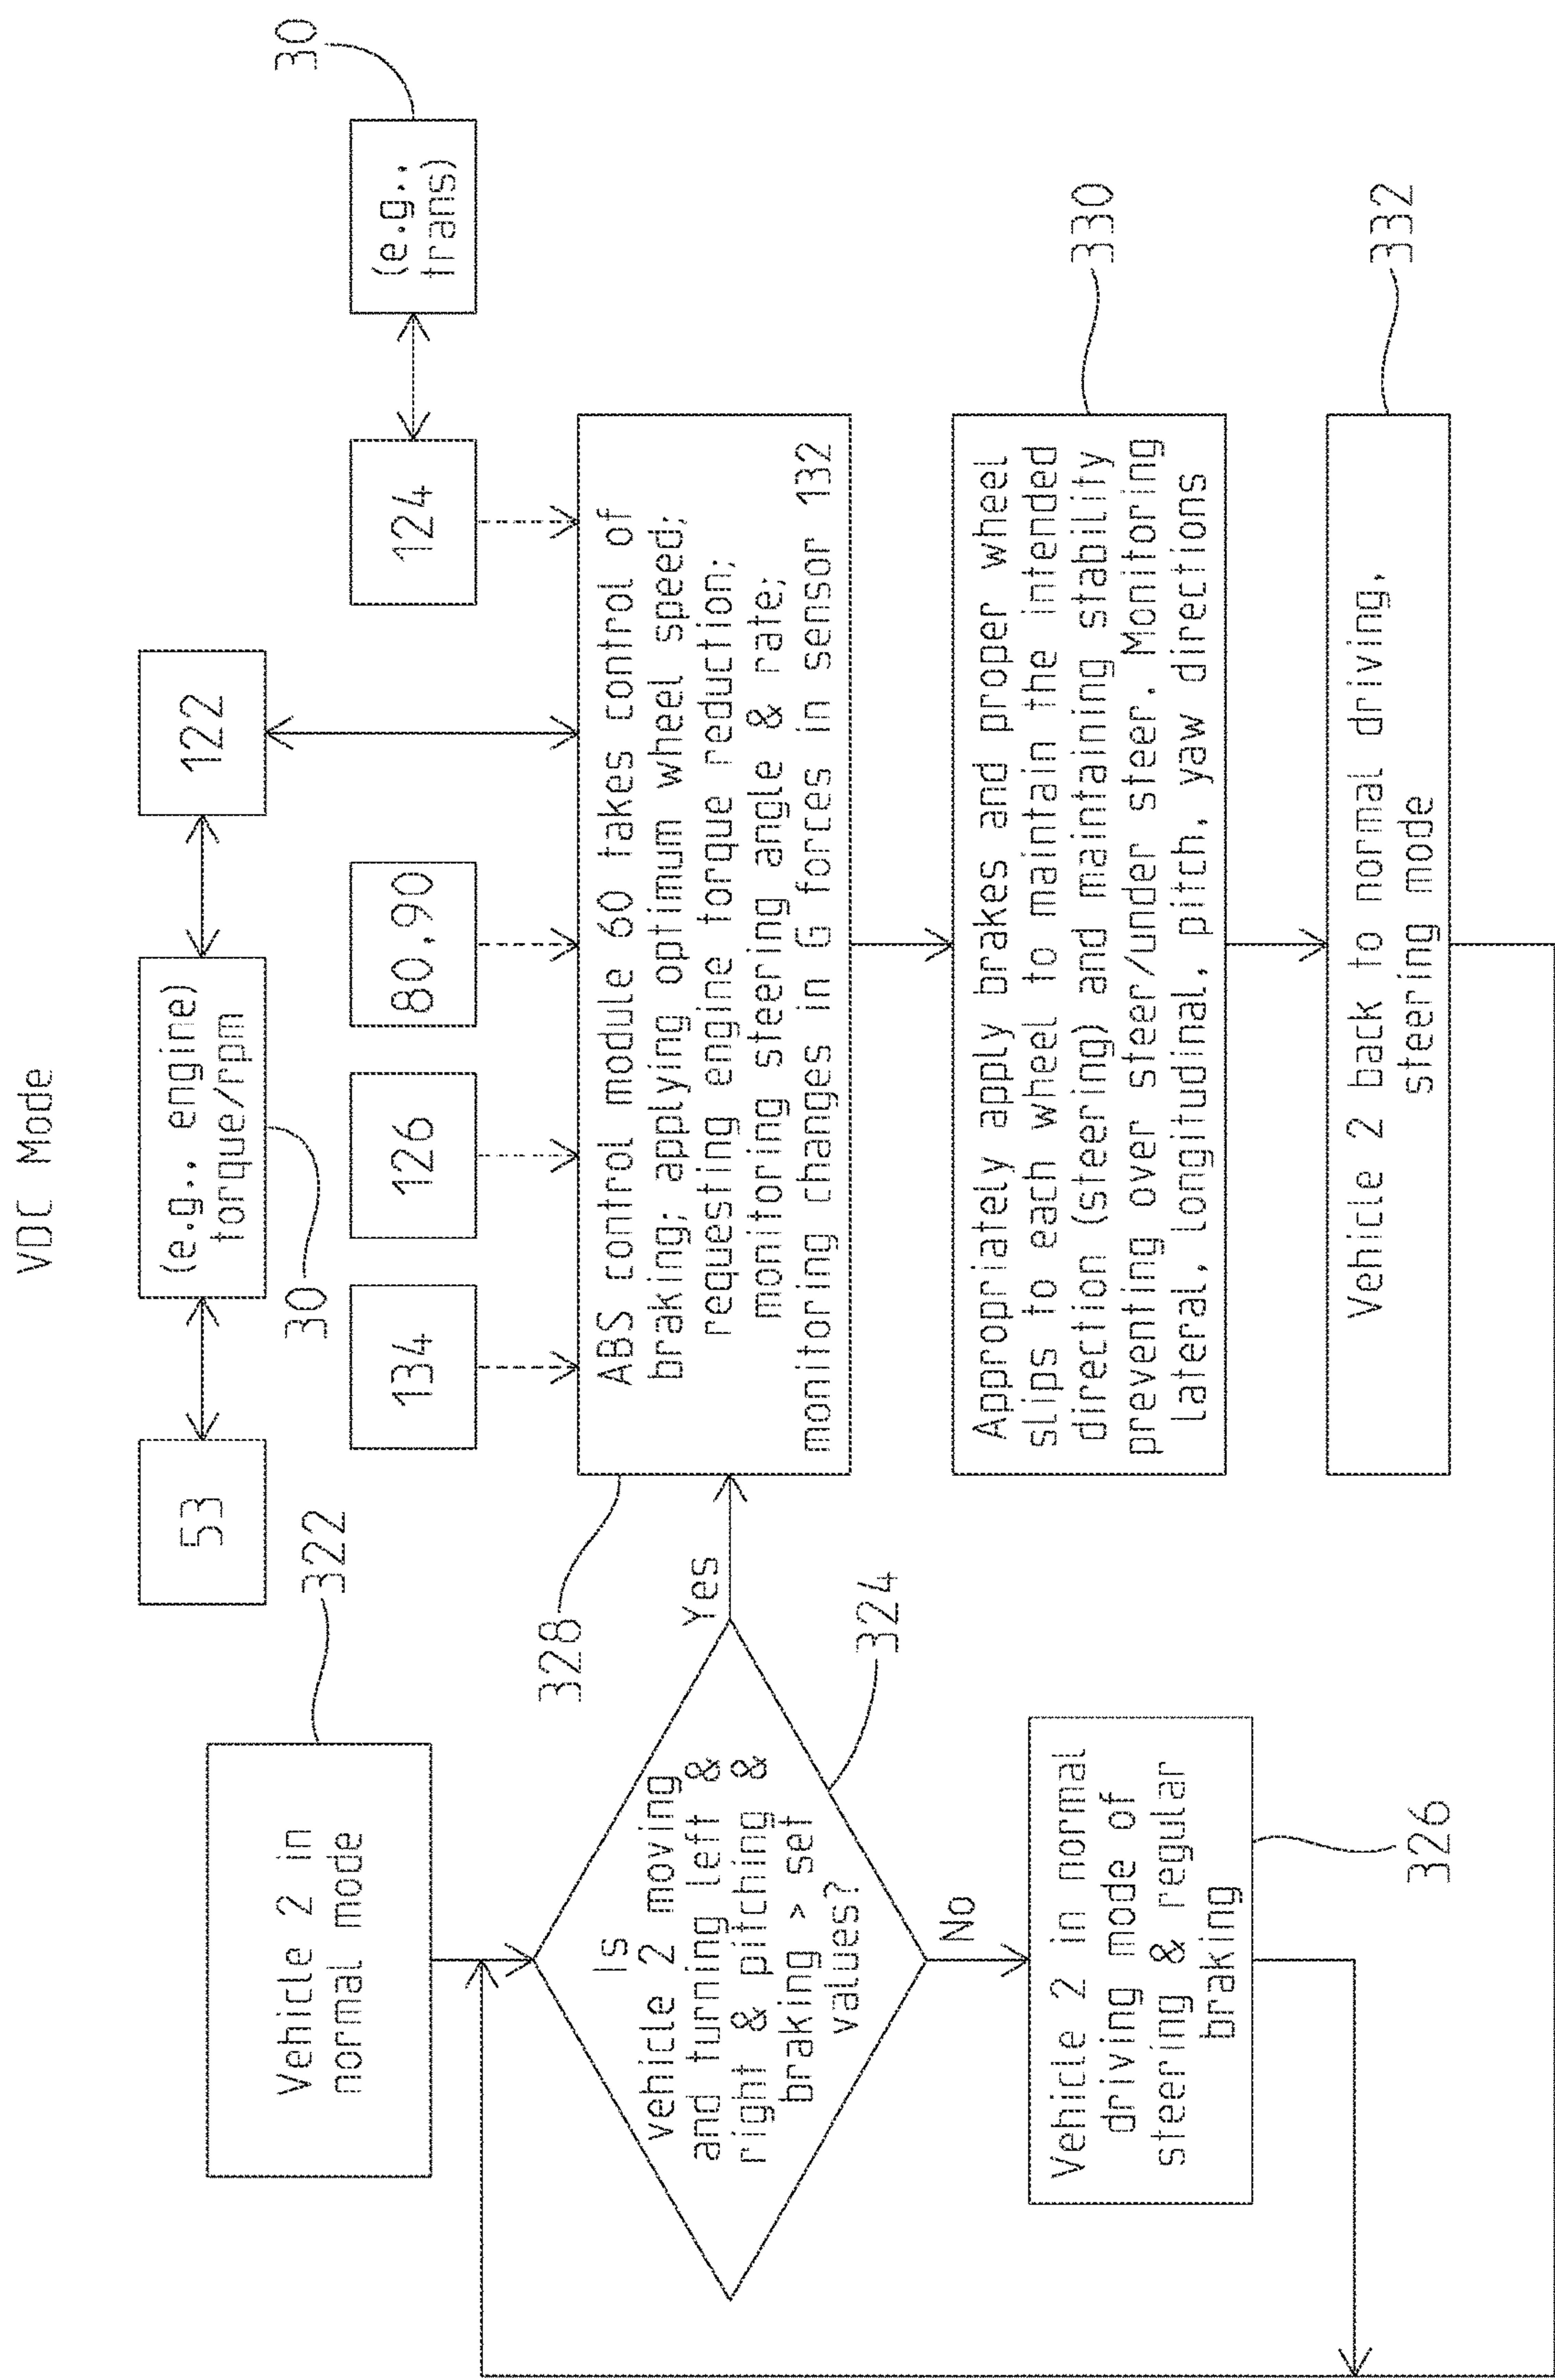 VDC Mode
53
(e.g., engine)
torque/rpm
122
30
322
Vehicle 2 in
normal mode
134
126
80,90
124
(e.g.,
trans)
30
Is
vehicle 2 moving
and turning left &
right & pitching &
braking > set
values?
Yes
328
324
ABS control module 60 takes control of
braking; applying optimum wheel speed;
requesting engine torque reduction;
monitoring steering angle & rate;
monitoring changes in G forces in sensor 132
No
Vehicle 2 in normal
driving mode of
steering & regular
braking
326
Appropriately apply brakes and proper wheel
slips to each wheel to maintain the intended
direction (steering) and maintaining stability
preventing over steer/under steer. Monitoring
lateral, longitudinal, pitch, yaw directions
330
Vehicle 2 back to normal driving,
steering mode
332